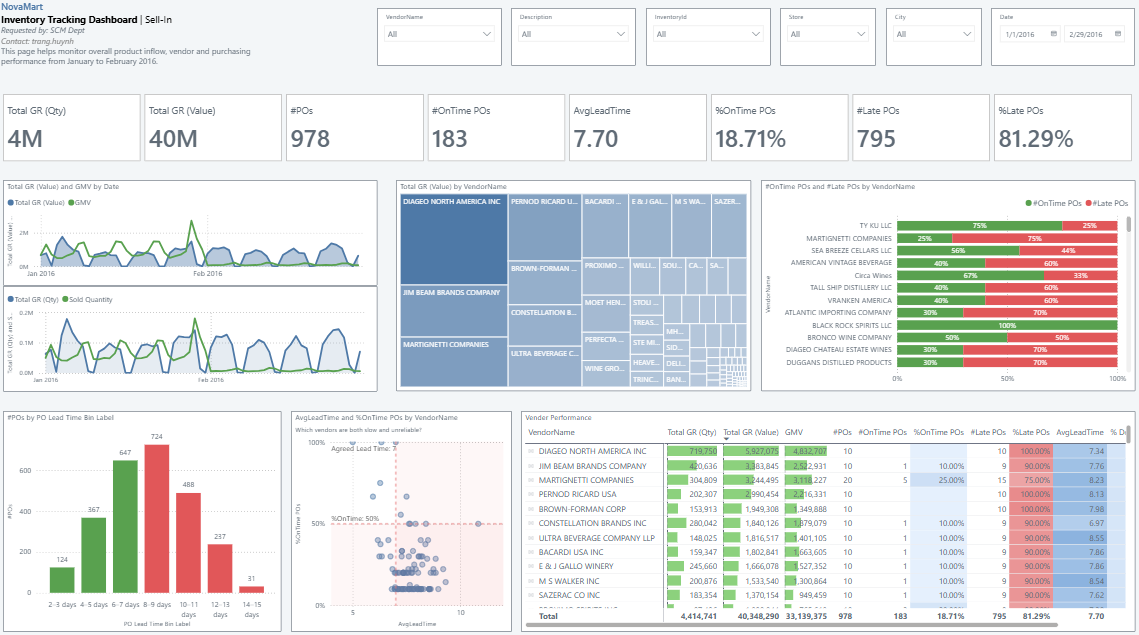 NovaMart
Inventory Tracking Dashboard | Sell-In
Requested by: SCM Dept
Contact: trang.huynh
This page helps monitor overall product inflow, vendor and purchasing
performance from January to February 2016.
VendorName
All
Description
All
InventoryId
All
Store
All
City
All
Date
1/1/2016
2/29/2016
Total GR (Qty)
4M
Total GR (Value)
40M
#POs
978
#OnTime POs
183
AvgLeadTime
7.70
%OnTime POs
18.71%
#Late POs
795
%Late POs
81.29%
Total GR (Value) and GMV by Date
Total GR (Value) GMV
Total GR (Value) ...
2M
0M
Jan 2016 Feb 2016
Total GR (Qty) Sold Quantity
Total GR (Qty) and S...
0.2M
0.1M
0.0M
Jan 2016 Feb 2016
Total GR (Value) by VendorName
DIAGEO NORTH AMERICA INC
JIM BEAM BRANDS COMPANY
MARTIGNETTI COMPANIES
PERNOD RICARD U...
BROWN-FORMAN ...
CONSTELLATION B...
ULTRA BEVERAGE C...
BACARDI ...
PROXIMO ...
MOET HEN...
PERFECTA ...
WINE GRO...
E & J GAL...
WILLI...
STOLI ...
TREAS...
STE MI...
HEAVE...
TRINC...
M S WA...
SOU...
CA...
MH...
SIO...
DELI...
BAN...
SAZER...
SA...
#OnTime POs and #Late POs by VendorName
#OnTime POs #Late POs
VendorName
TY KU LLC 75% 25%
MARTIGNETTI COMPANIES 25% 75%
SEA BREEZE CELLARS LLC 56% 44%
AMERICAN VINTAGE BEVERAGE 40% 60%
Circa Wines 67% 33%
TALL SHIP DISTILLERY LLC 40% 60%
VRANKEN AMERICA 40% 60%
ATLANTIC IMPORTING COMPANY 30% 70%
BLACK ROCK SPIRITS LLC 100%
BRONCO WINE COMPANY 50% 50%
DIAGEO CHATEAU ESTATE WINES 30% 70%
DUGGANS DISTILLED PRODUCTS 30% 70%
0% 50% 100%
#POs by PO Lead Time Bin Label
#POs
600
400
200
0
124
367
647
724
488
237
31
2-3 days 4-5 days 6-7 days 8-9 days 10-11 days 12-13 days 14-15 days
PO Lead Time Bin Label
AvgLeadTime and %OnTime POs by VendorName
Which vendors are both slow and unreliable?
%OnTime POs
100%
50%
0%
Agreed Lead Time: 7
%OnTime: 50%
5 10
AvgLeadTime
Vender Performance
VendorName Total GR (Qty) Total GR (Value) GMV #POs #OnTime POs %OnTime POs #Late POs %Late POs AvgLeadTime
DIAGEO NORTH AMERICA INC 719,750 5,927,075 4,832,707 10 10 100.00% 7.34
JIM BEAM BRANDS COMPANY 420,636 3,383,845 2,522,931 10 1 10.00% 9 90.00% 7.76
MARTIGNETTI COMPANIES 304,809 3,244,495 3,118,227 20 5 25.00% 15 75.00% 8.23
PERNOD RICARD USA 202,307 2,990,454 2,216,331 10 10 100.00% 8.13
BROWN-FORMAN CORP 153,913 1,949,308 1,349,888 10 10 100.00% 7.98
CONSTELLATION BRANDS INC 280,042 1,840,126 1,879,079 10 1 10.00% 9 90.00% 6.97
ULTRA BEVERAGE COMPANY LLP 148,025 1,816,517 1,401,105 10 1 10.00% 9 90.00% 8.55
BACARDI USA INC 159,347 1,802,841 1,663,605 10 1 10.00% 9 90.00% 7.86
E & J GALLO WINERY 245,660 1,666,078 1,527,352 10 1 10.00% 9 90.00% 7.86
M S WALKER INC 200,876 1,533,540 1,300,864 10 1 10.00% 9 90.00% 8.54
SAZERAC CO INC 183,354 1,370,154 949,459 10 1 10.00% 9 90.00% 7.62
Total 4,414,741 40,348,290 33,139,375 978 183 18.71% 795 81.29% 7.70